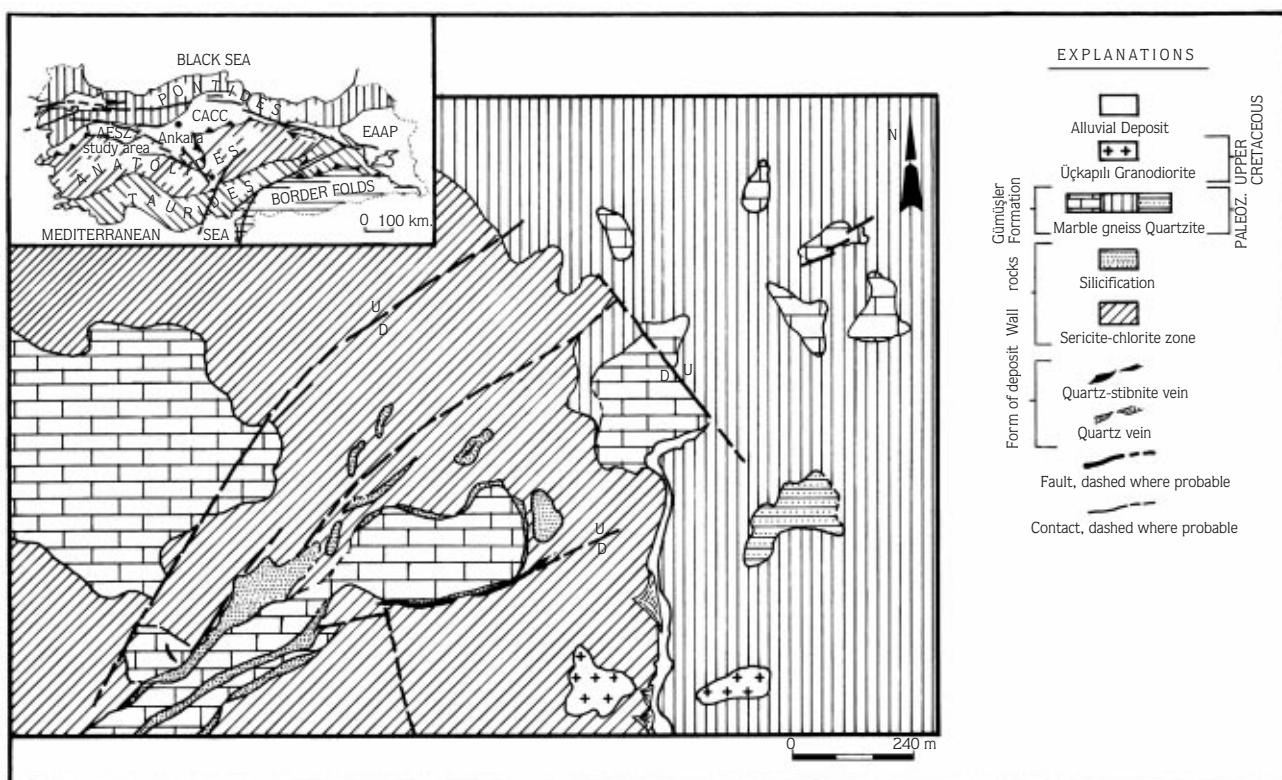 BLACK SEA
PONTIDES
CACC
AESZ
Ankara
EAAP
study area
ANATOLIDES
TAURIDES
BORDER FOLDS
0 100 km.
MEDITERRANEAN SEA
N
U
D
D U
U
D
0 240 m
EXPLANATIONS
Alluvial Deposit
Üçkapılı Granodiorite
UPPER
CRETACEOUS
Gümüşler
Formation
Marble gneiss Quartzite
PALEOZ.
Wall rocks
Silicification
Sericite-chlorite zone
Form of deposit
Quartz-stibnite vein
Quartz vein
Fault, dashed where probable
Contact, dashed where probable